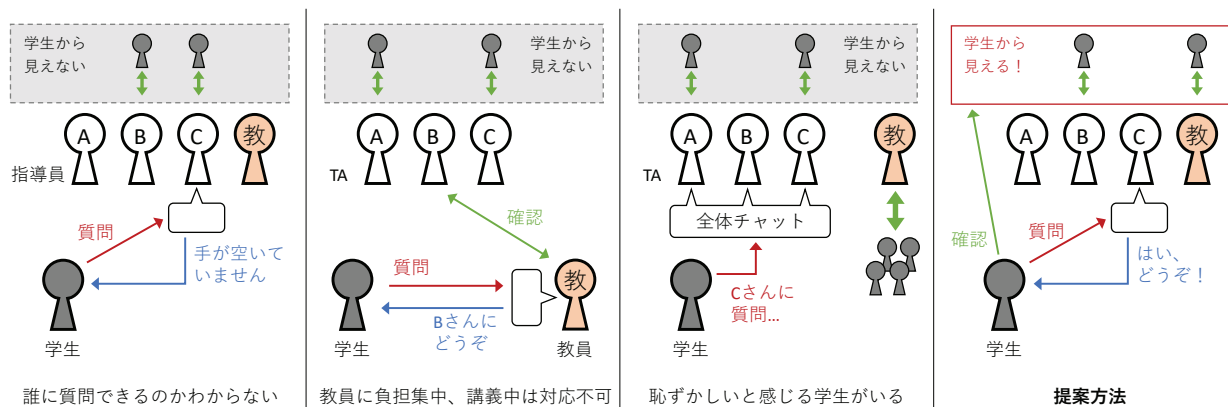 学生から
見えない
A
B
C
教
指導員
質問
手が空いて
いません
学生
誰に質問できるのかわからない
学生から
見えない
A
B
C
TA
確認
質問
教
Bさんに
どうぞ
学生
教員
教員に負担集中、講義中は対応不可
学生から
見えない
A
B
C
教
TA
全体チャット
Cさんに
質問...
学生
恥ずかしいと感じる学生がいる
学生から
見える！
A
B
C
教
確認
質問
はい、
どうぞ！
学生
提案方法